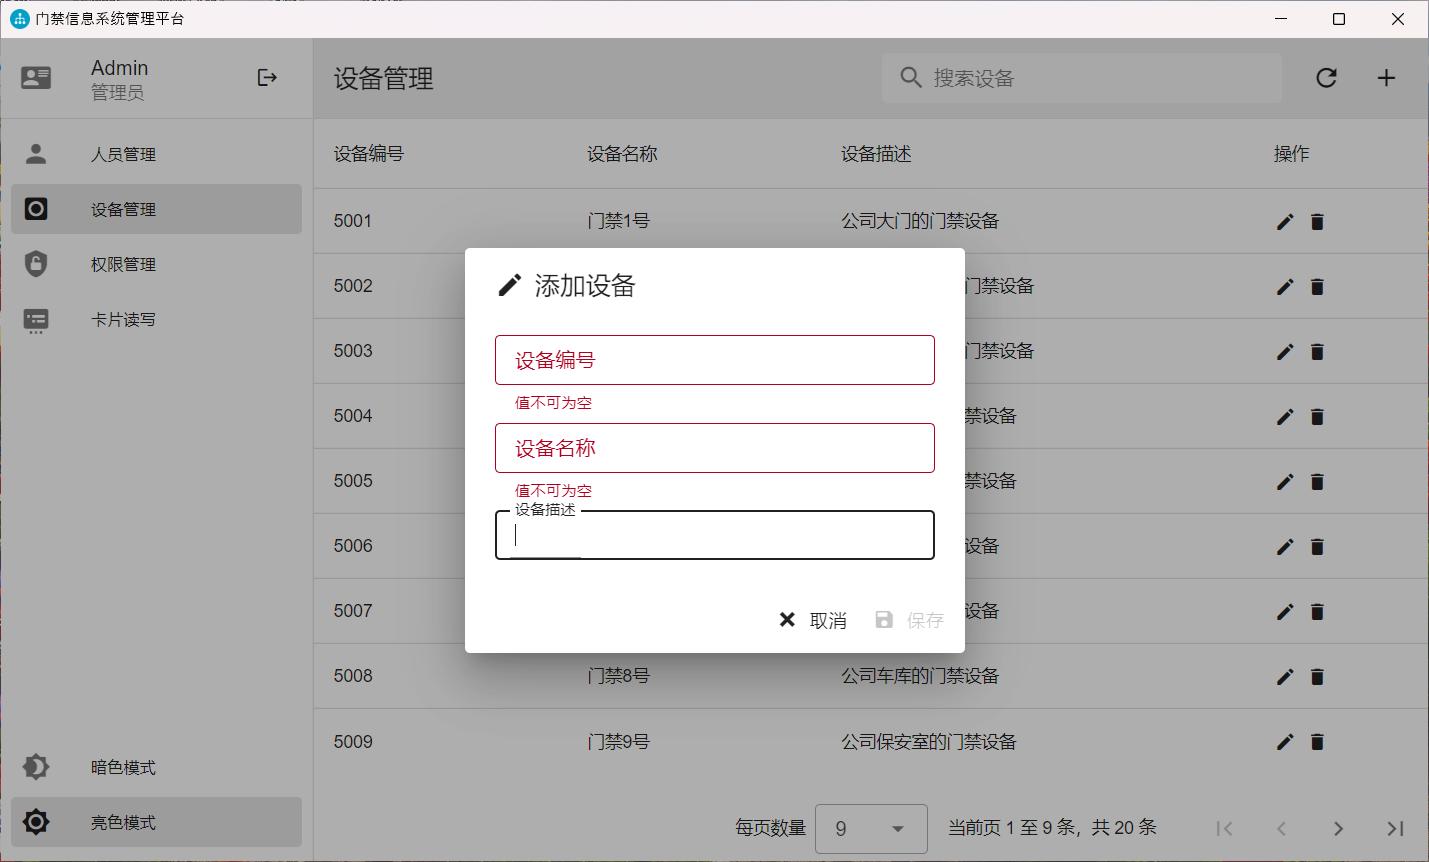 门禁信息系统管理平台
Admin
管理员
人员管理
设备管理
权限管理
卡片读写
暗色模式
亮色模式
设备管理
搜索设备
设备编号 设备名称 设备描述 操作
5001 门禁1号 公司大门的门禁设备
5002 门禁设备
5003 门禁设备
5004 禁设备
5005 禁设备
5006 设备
5007 设备
5008 门禁8号 公司车库的门禁设备
5009 门禁9号 公司保安室的门禁设备
每页数量 9 当前页 1 至 9 条，共 20 条
添加设备
设备编号
值不可为空
设备名称
值不可为空
设备描述
取消 保存